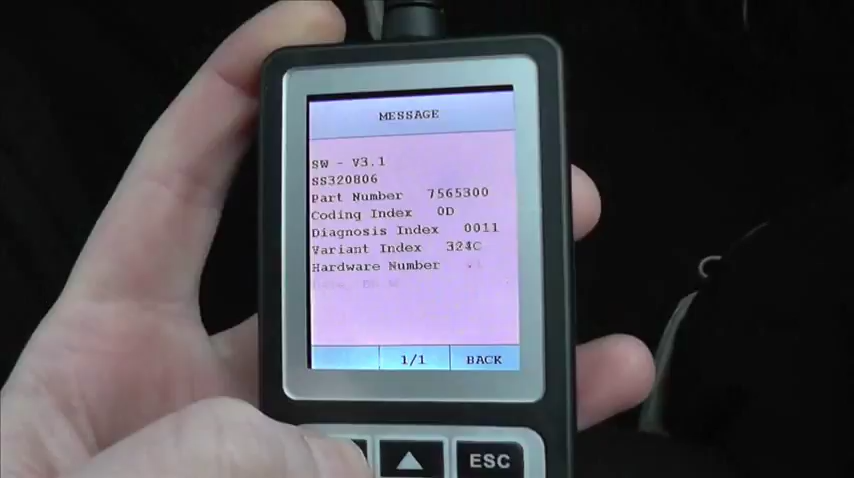 MESSAGE
SW - V3.1
SS320806
Part Number 7565300
Coding Index 0D
Diagnosis Index 0011
Variant Index
Hardware Number
1/1 BACK
ESC